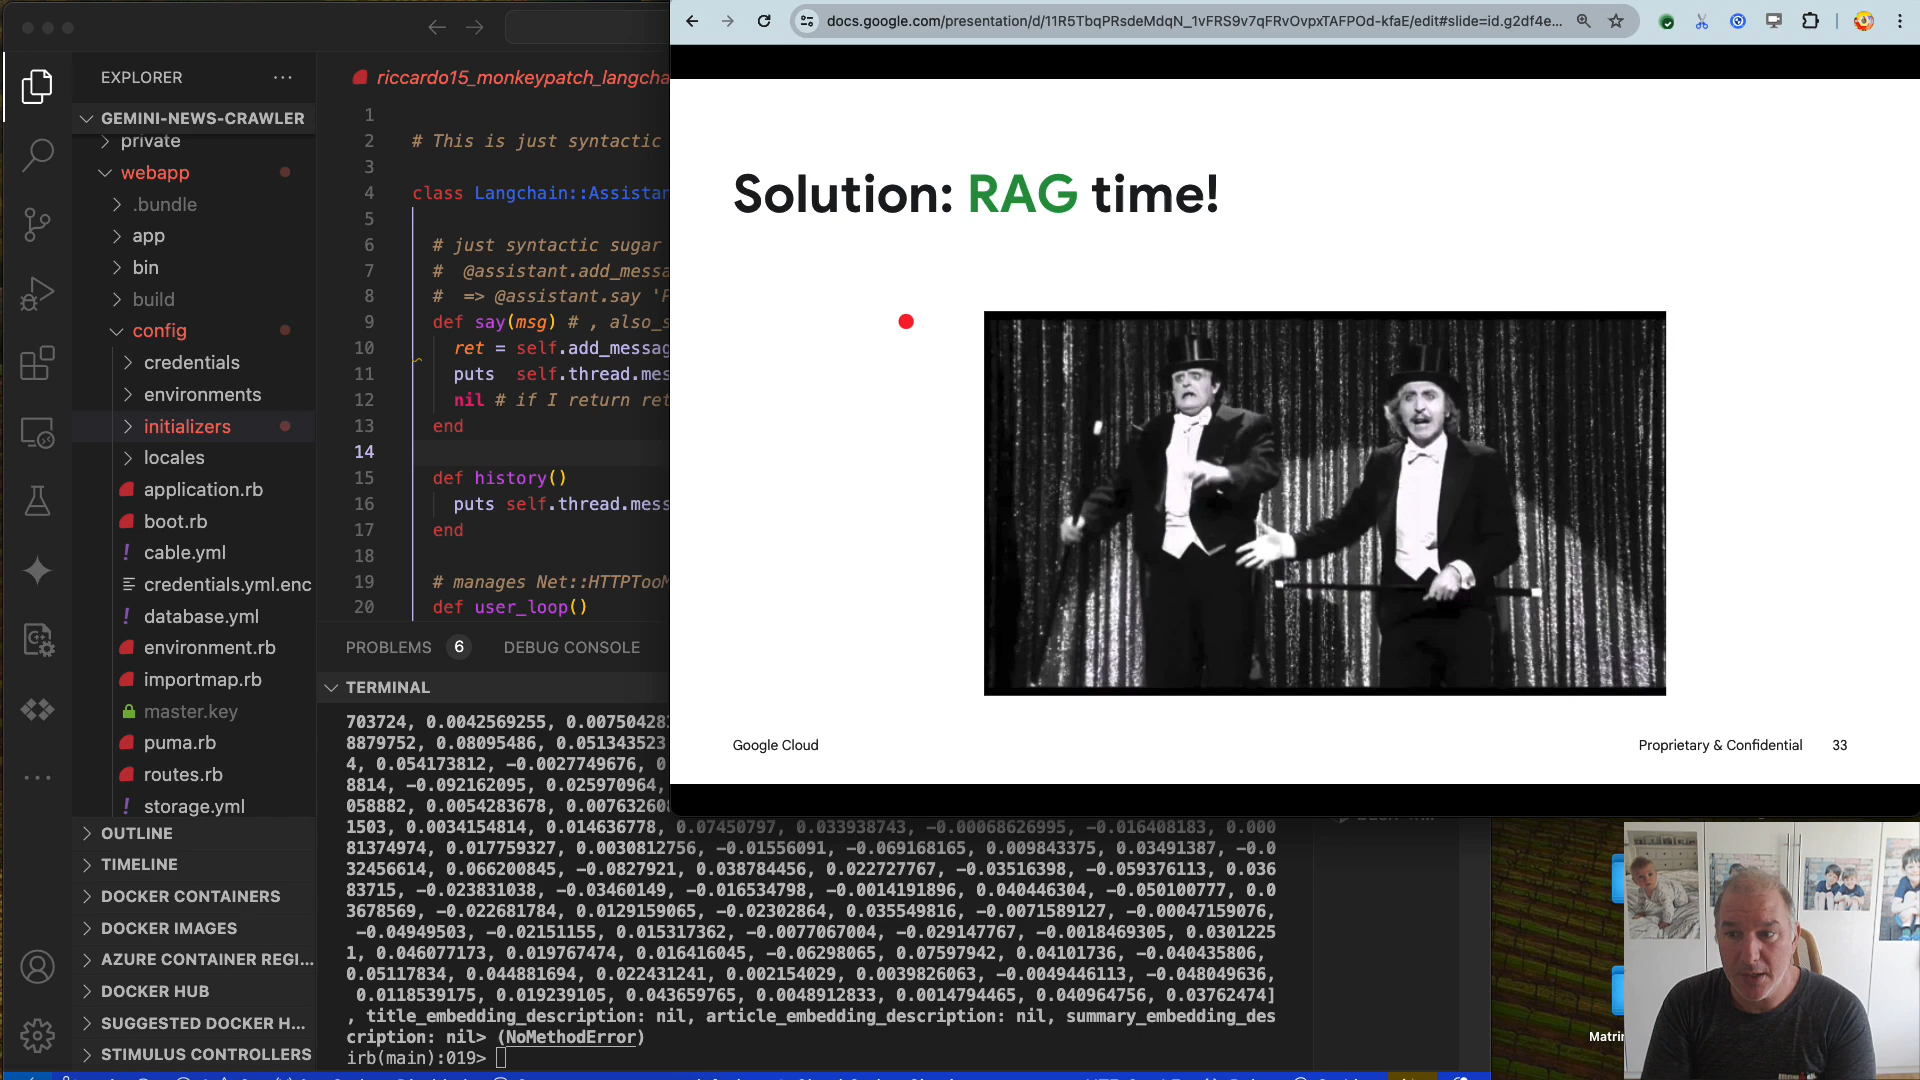 EXPLORER
GEMINI-NEWS-CRAWLER
private
webapp
.bundle
app
bin
build
config
credentials
environments
initializers
locales
application.rb
boot.rb
cable.yml
credentials.yml.enc
database.yml
environment.rb
importmap.rb
master.key
puma.rb
routes.rb
storage.yml
OUTLINE
TIMELINE
DOCKER CONTAINERS
DOCKER IMAGES
AZURE CONTAINER REGI...
DOCKER HUB
SUGGESTED DOCKER H...
STIMULUS CONTROLLERS
riccardo15_monkeypatch_langcha
1
2 # This is just syntactic
3
4 class Langchain::Assistan
5
6 # just syntactic sugar
7 # @assistant.add_messa
8 # => @assistant.say 'P
9 def say(msg) # , also_s
10 ret = self.add_messag
11 puts self.thread.mes
12 nil # if I return ret
13 end
14
15 def history()
16 puts self.thread.mess
17 end
18
19 # manages Net::HTTPTooM
20 def user_loop()
PROBLEMS 6 DEBUG CONSOLE
TERMINAL
703724, 0.0042569255, 0.0075042
8879752, 0.08095486, 0.051343523
4, 0.054173812, -0.0027749676, 0
8814, -0.092162095, 0.025970964,
058882, 0.0054283678, 0.00763260
1503, 0.0034154814, 0.014636778, 0.07450797, 0.033938743, -0.00068626995, -0.016408183, 0.000
81374974, 0.017759327, 0.0030812756, -0.01556091, -0.069168165, 0.009843375, 0.03491387, -0.0
32456614, 0.066200845, -0.0827921, 0.038784456, 0.022727767, -0.03516398, -0.059376113, 0.036
83715, -0.023831038, -0.03460149, -0.016534798, -0.0014191896, 0.040446304, -0.050100777, 0.0
3678569, -0.022681784, 0.0129159065, -0.02302864, 0.035549816, -0.0071589127, -0.00047159076,
-0.04949503, -0.02151155, 0.015317362, -0.0077067004, -0.029147767, -0.0018469305, 0.0301225
1, 0.046077173, 0.019767474, 0.016416045, -0.06298065, 0.07597942, 0.04101736, -0.040435806,
0.05117834, 0.044881694, 0.022431241, 0.002154029, 0.0039826063, -0.0049446113, -0.048049636,
0.0118539175, 0.019239105, 0.043659765, 0.0048912833, 0.0014794465, 0.040964756, 0.03762474]
, title_embedding_description: nil, article_embedding_description: nil, summary_embedding_des
cription: nil> (NoMethodError)
irb(main):019>
docs.google.com/presentation/d/11R5TbqPRsdeMdqN_1vFRS9v7qFRvOvpxTAFPOd-kfaE/edit#slide=id.g2df4e...
Solution: RAG time!
Google Cloud
Proprietary & Confidential 33
Matrin